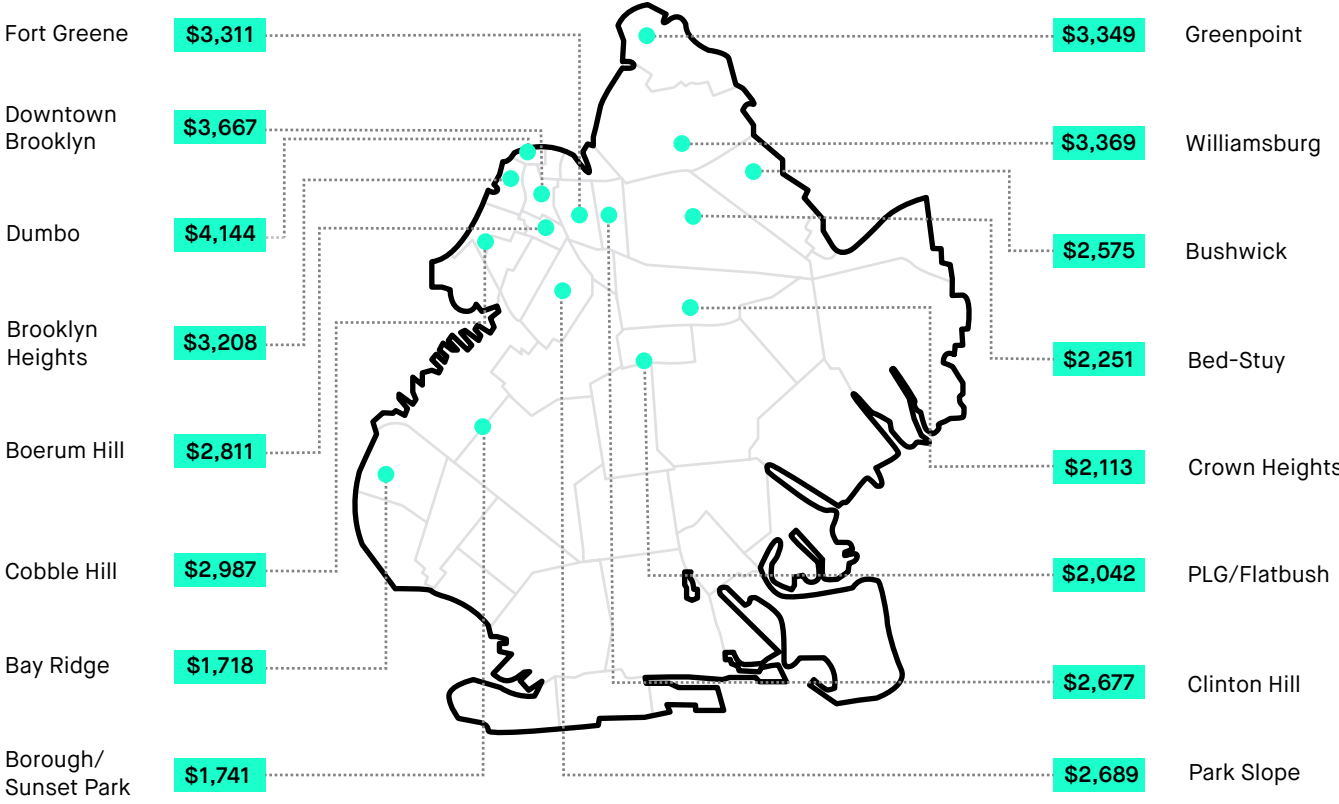 Fort Greene
$3,311
Downtown
Brooklyn
$3,667
Dumbo
$4,144
Brooklyn
Heights
$3,208
Boerum Hill
$2,811
Cobble Hill
$2,987
Bay Ridge
$1,718
Borough/
Sunset Park
$1,741
$3,349
Greenpoint
$3,369
Williamsburg
$2,575
Bushwick
$2,251
Bed-Stuy
$2,113
Crown Heights
$2,042
PLG/Flatbush
$2,677
Clinton Hill
$2,689
Park Slope